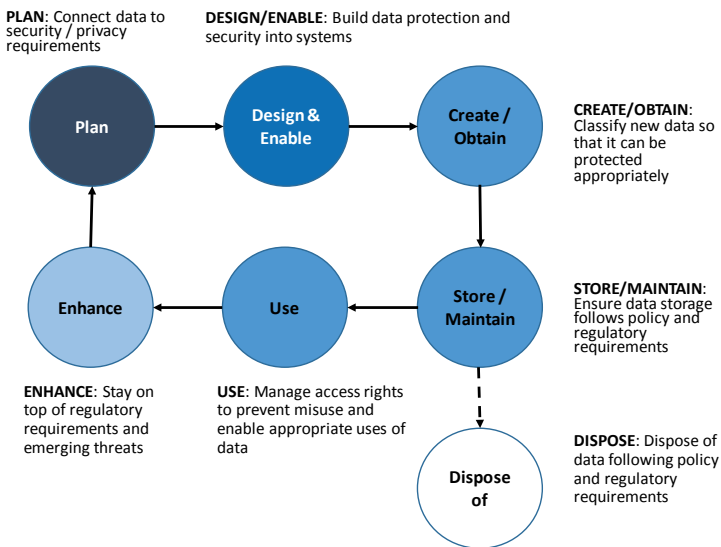 PLAN: Connect data to
security / privacy
requirements
DESIGN/ENABLE: Build data protection and
security into systems
Plan
Design &
Enable
Create /
Obtain
CREATE/OBTAIN:
Classify new data so
that it can be
protected
appropriately
Enhance
Use
Store /
Maintain
STORE/MAINTAIN:
Ensure data storage
follows policy and
regulatory
requirements
ENHANCE: Stay on
top of regulatory
requirements and
emerging threats
USE: Manage access rights
to prevent misuse and
enable appropriate uses of
data
Dispose
of
DISPOSE: Dispose of
data following policy
and regulatory
requirements